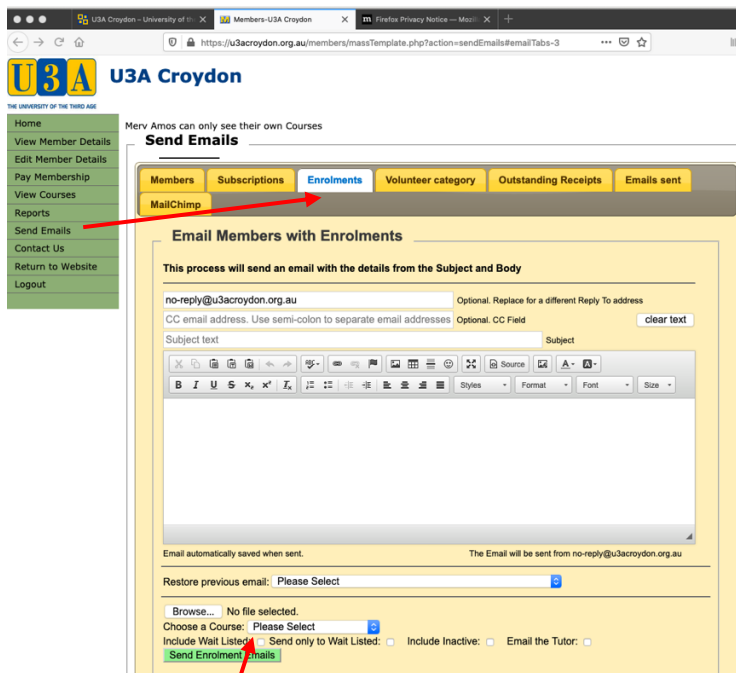 U3A Croydon – University of th
Members-U3A Croydon
m Firefox Privacy Notice — Mozil
https://u3acroydon.org.au/members/massTemplate.php?action=sendEmails#emailTabs-3
U3A
U3A Croydon
THE UNIVERSITY OF THE THIRD AGE
Home
View Member Details
Edit Member Details
Pay Membership
View Courses
Reports
Send Emails
Contact Us
Return to Website
Logout
Merv Amos can only see their own Courses
Send Emails
Members Subscriptions Enrolments Volunteer category Outstanding Receipts Emails sent
MailChimp
Email Members with Enrolments
This process will send an email with the details from the Subject and Body
no-reply@u3acroydon.org.au Optional. Replace for a different Reply To address
CC email address. Use semi-colon to separate email addresses Optional. CC Field clear text
Subject text Subject
Source A A
B I U S x₂ x² Iₓ Styles Format Font Size
Email automatically saved when sent. The Email will be sent from no-reply@u3acroydon.org.au
Restore previous email: Please Select
Browse... No file selected.
Choose a Course: Please Select
Include Wait Listed: Send only to Wait Listed: Include Inactive: Email the Tutor:
Send Enrolment Emails